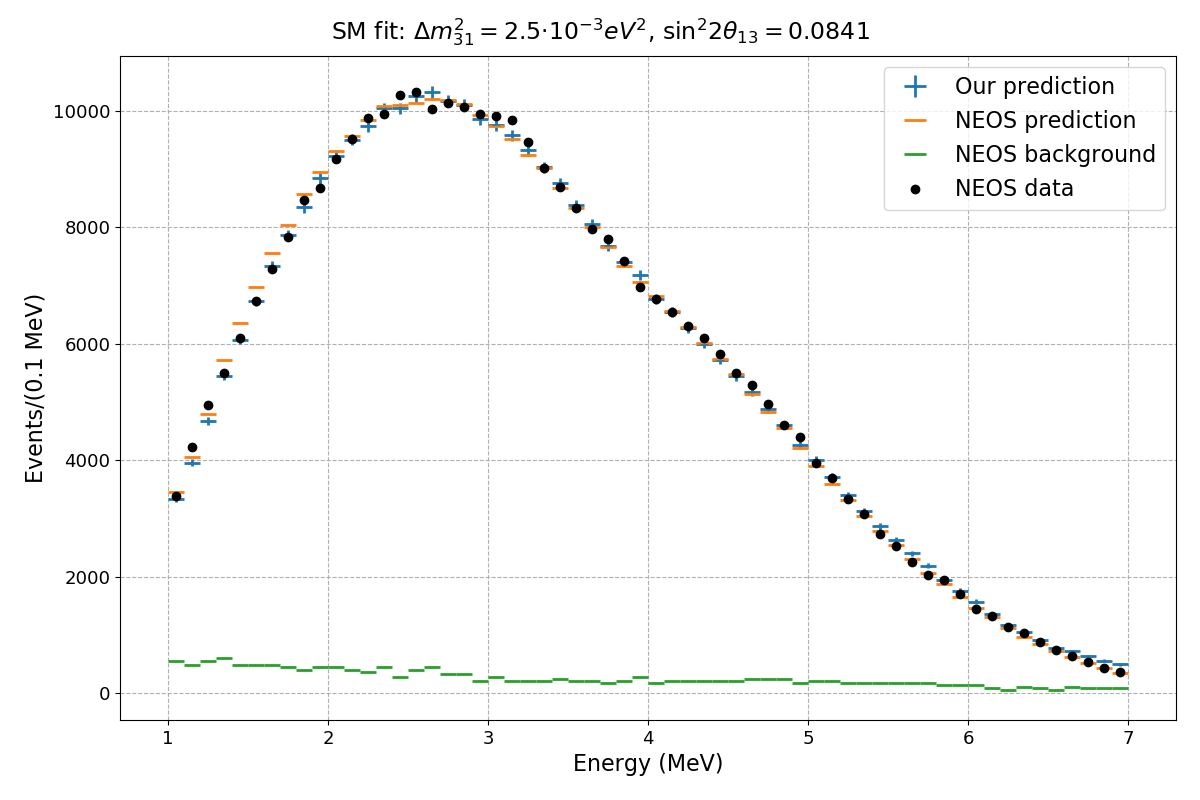 SM fit: Δm²₃₁ = 2.5·10⁻³eV², sin²2θ₁₃ = 0.0841
Our prediction
NEOS prediction
NEOS background
NEOS data
Events/(0.1 MeV)
10000
8000
6000
4000
2000
0
1 2 3 4 5 6 7
Energy (MeV)